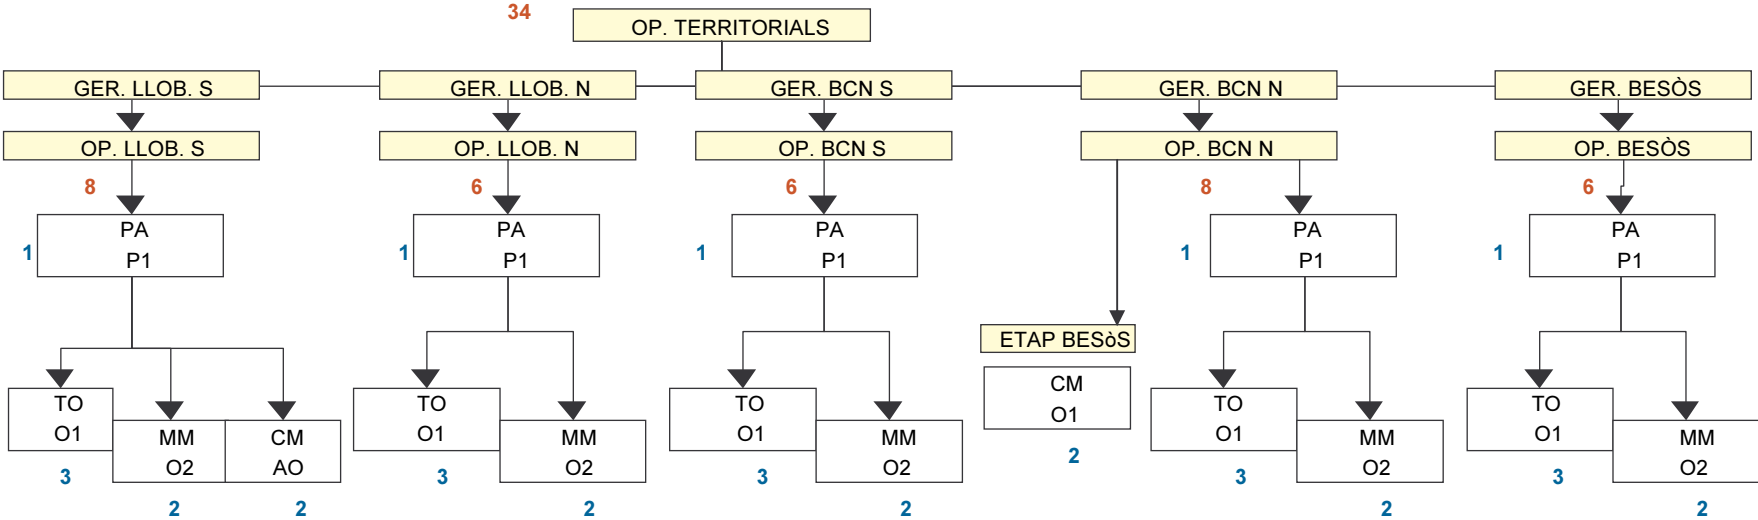 34
OP. TERRITORIALS
GER. LLOB. S
GER. LLOB. N
GER. BCN S
GER. BCN N
GER. BESÒS
OP. LLOB. S
OP. LLOB. N
OP. BCN S
OP. BCN N
OP. BESÒS
8
6
6
8
6
PA
P1
1
PA
P1
1
PA
P1
1
PA
P1
1
PA
P1
1
ETAP BESòS
CM
O1
2
TO
O1
3
MM
O2
2
CM
AO
2
TO
O1
3
MM
O2
2
TO
O1
3
MM
O2
2
TO
O1
3
MM
O2
2
TO
O1
3
MM
O2
2